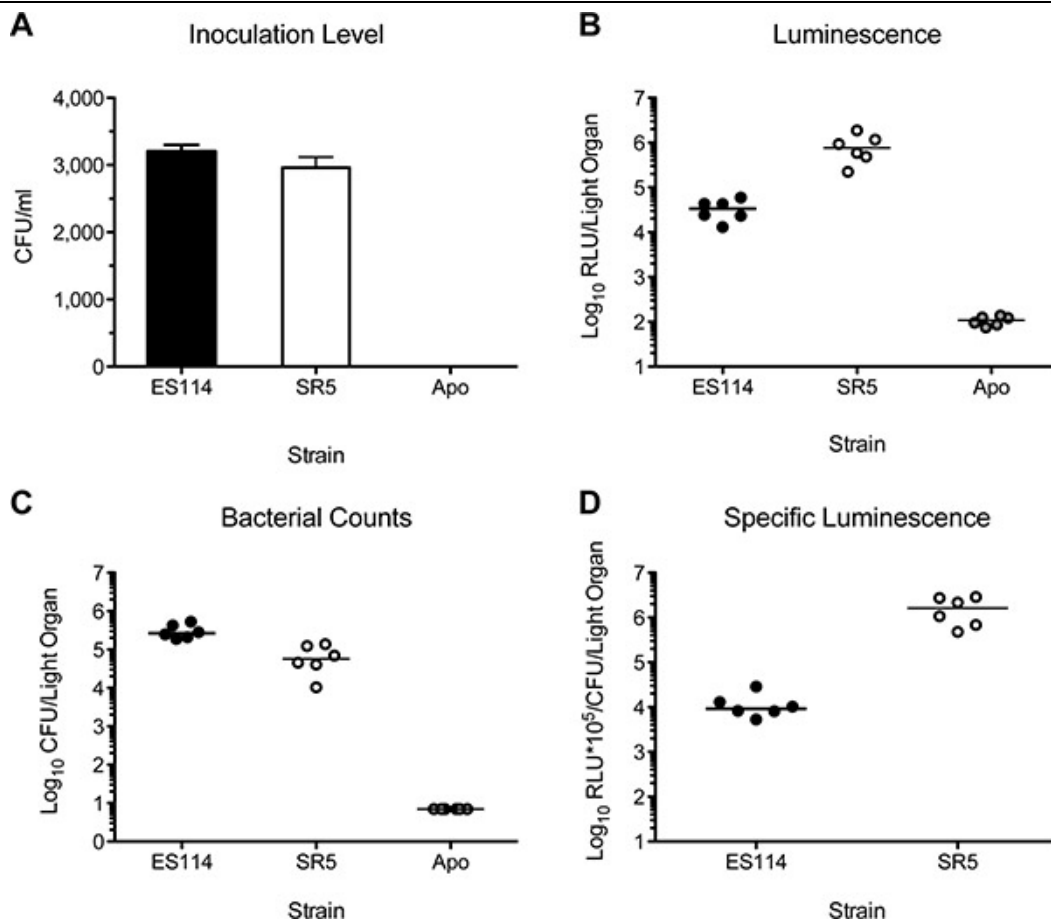 A
Inoculation Level
CFU/ml
4,000
3,000
2,000
1,000
0
ES114 SR5 Apo
Strain
B
Luminescence
Log10 RLU/Light Organ
7
6
5
4
3
2
1
ES114 SR5 Apo
Strain
C
Bacterial Counts
Log10 CFU/Light Organ
7
6
5
4
3
2
1
0
ES114 SR5 Apo
Strain
D
Specific Luminescence
Log10 RLU*10^5/CFU/Light Organ
7
6
5
4
3
2
1
ES114 SR5
Strain